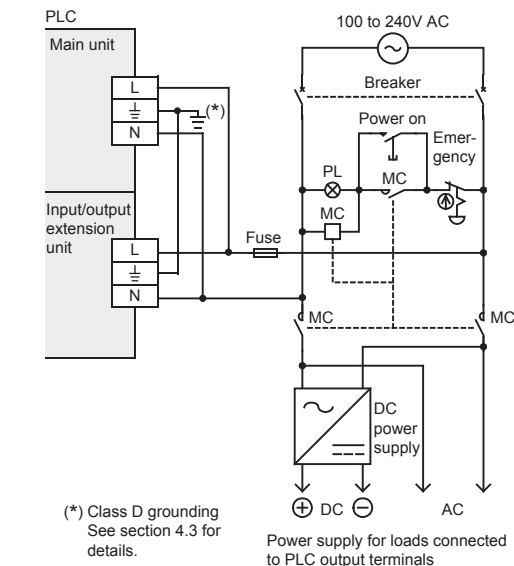 PLC
100 to 240V AC
Main unit
Breaker
L
(*)
N
Power on
Emer-
gency
PL
MC
MC
Input/output
extension
unit
Fuse
L
N
MC
MC
DC
power
supply
DC
AC
(*) Class D grounding
See section 4.3 for
details.
Power supply for loads connected
to PLC output terminals